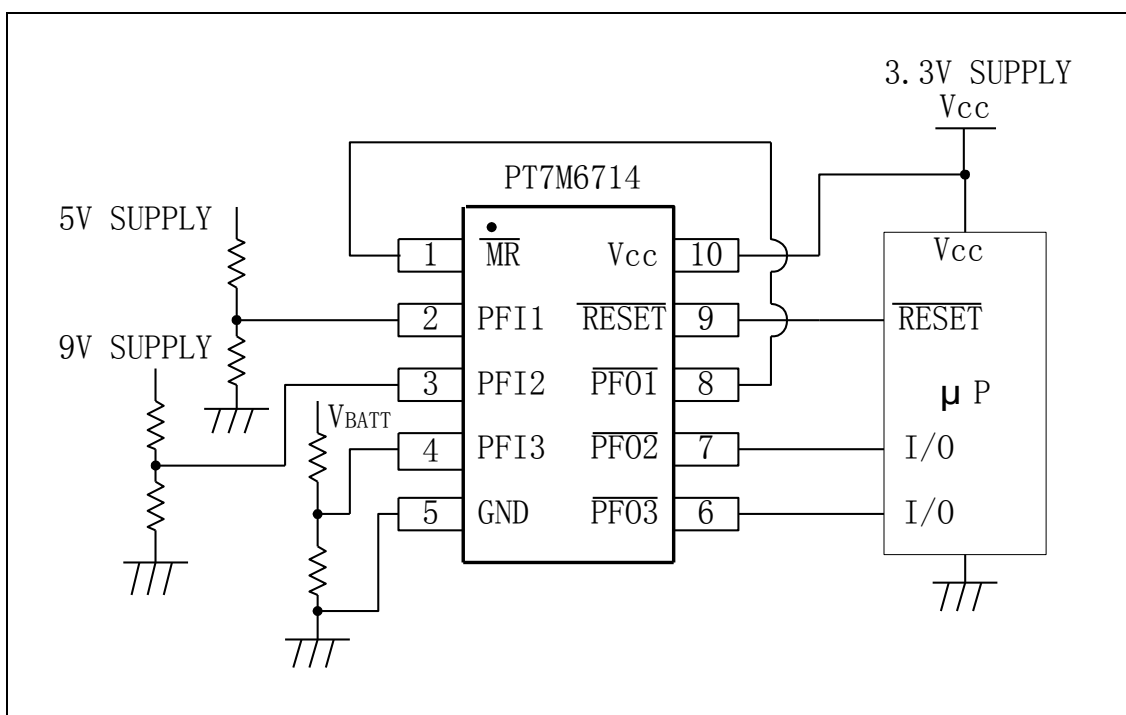 3.3V SUPPLY
Vcc
PT7M6714
5V SUPPLY
9V SUPPLY
VBATT
1 MR Vcc 10
2 PFI1 RESET 9
3 PFI2 PFO1 8
4 PFI3 PFO2 7
5 GND PFO3 6
Vcc
RESET
μP
I/O
I/O